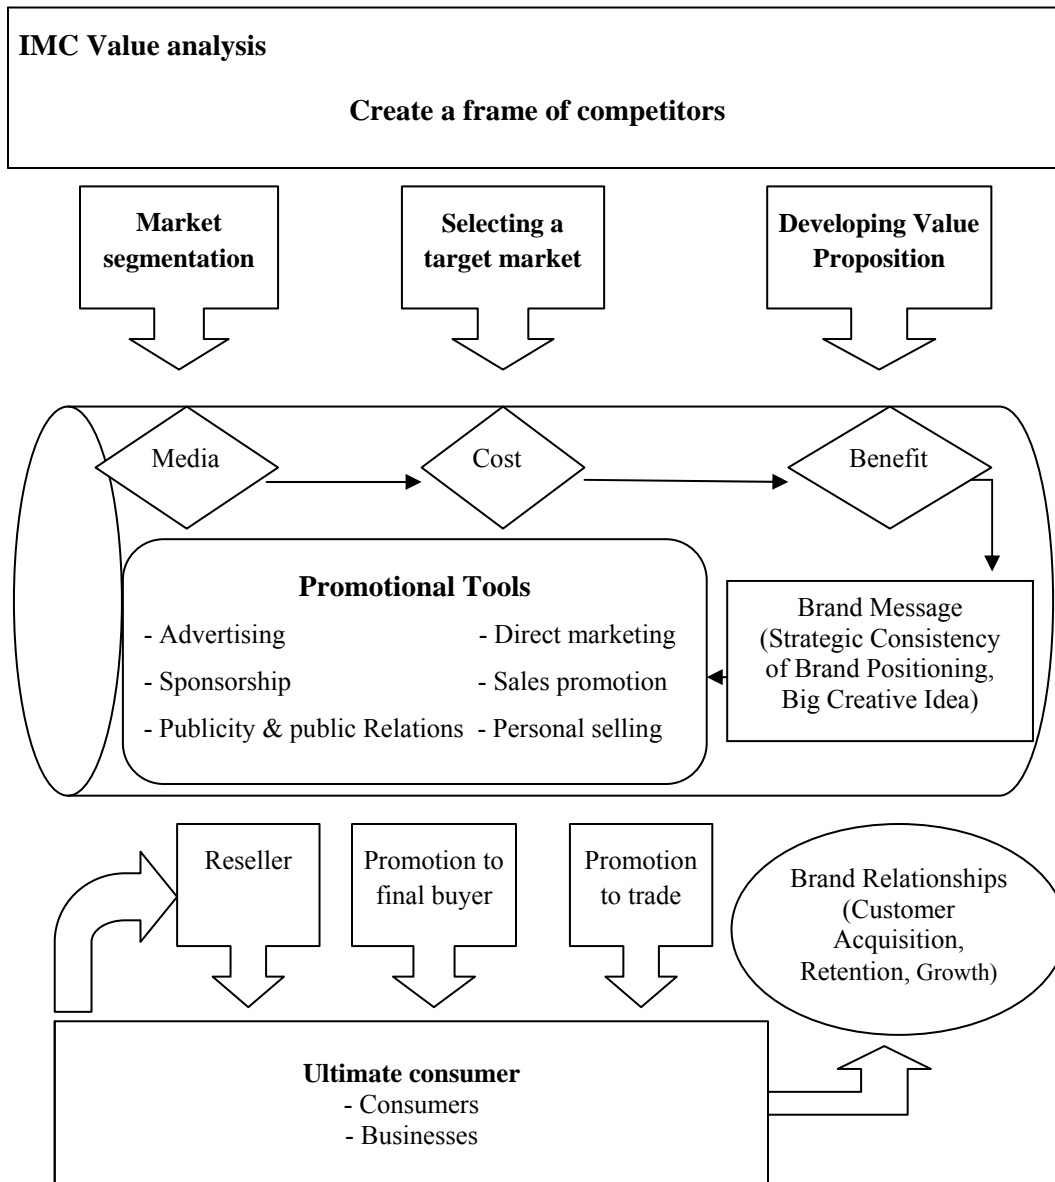 IMC Value analysis
Create a frame of competitors
Market
segmentation
Selecting a
target market
Developing Value
Proposition
Media
Cost
Benefit
Promotional Tools
- Advertising
- Direct marketing
- Sponsorship
- Sales promotion
- Publicity & public Relations
- Personal selling
Brand Message
(Strategic Consistency
of Brand Positioning,
Big Creative Idea)
Reseller
Promotion to
final buyer
Promotion
to trade
Brand Relationships
(Customer
Acquisition,
Retention, Growth)
Ultimate consumer
- Consumers
- Businesses